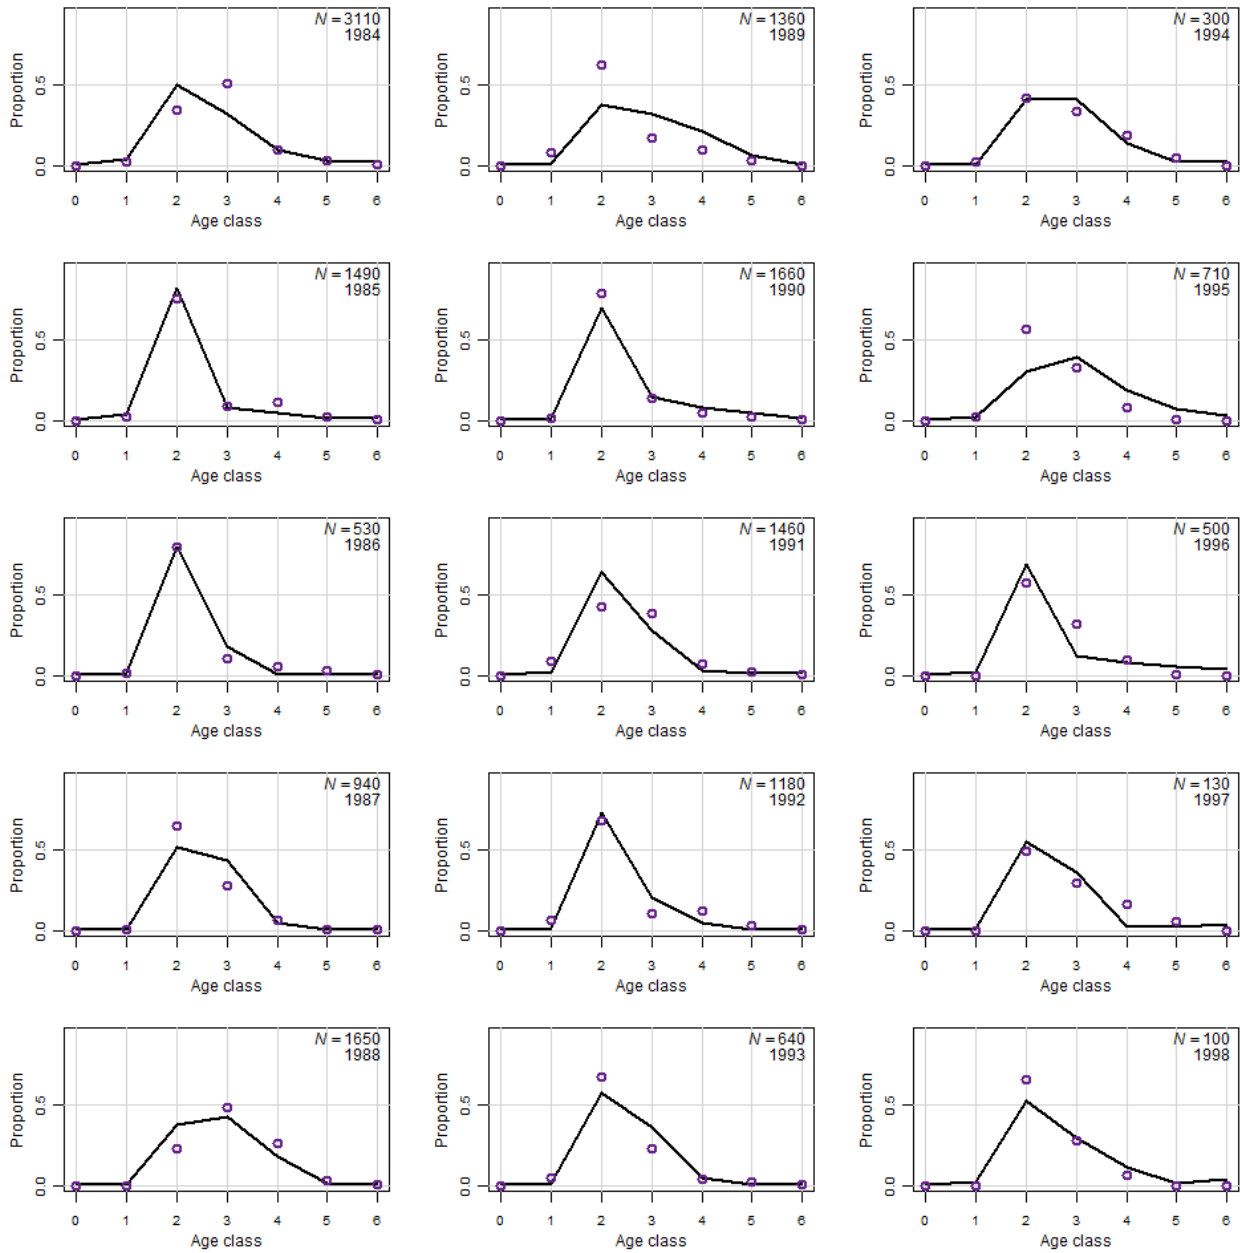 N = 3110
1984
Proportion
0.5
0.0
0 1 2 3 4 5 6
Age class
N = 1360
1989
Proportion
0.5
0.0
0 1 2 3 4 5 6
Age class
N = 300
1994
Proportion
0.5
0.0
0 1 2 3 4 5 6
Age class
N = 1490
1985
Proportion
0.5
0.0
0 1 2 3 4 5 6
Age class
N = 1660
1990
Proportion
0.5
0.0
0 1 2 3 4 5 6
Age class
N = 710
1995
Proportion
0.5
0.0
0 1 2 3 4 5 6
Age class
N = 530
1986
Proportion
0.5
0.0
0 1 2 3 4 5 6
Age class
N = 1460
1991
Proportion
0.5
0.0
0 1 2 3 4 5 6
Age class
N = 500
1996
Proportion
0.5
0.0
0 1 2 3 4 5 6
Age class
N = 940
1987
Proportion
0.5
0.0
0 1 2 3 4 5 6
Age class
N = 1180
1992
Proportion
0.5
0.0
0 1 2 3 4 5 6
Age class
N = 130
1997
Proportion
0.5
0.0
0 1 2 3 4 5 6
Age class
N = 1650
1988
Proportion
0.5
0.0
0 1 2 3 4 5 6
Age class
N = 640
1993
Proportion
0.5
0.0
0 1 2 3 4 5 6
Age class
N = 100
1998
Proportion
0.5
0.0
0 1 2 3 4 5 6
Age class